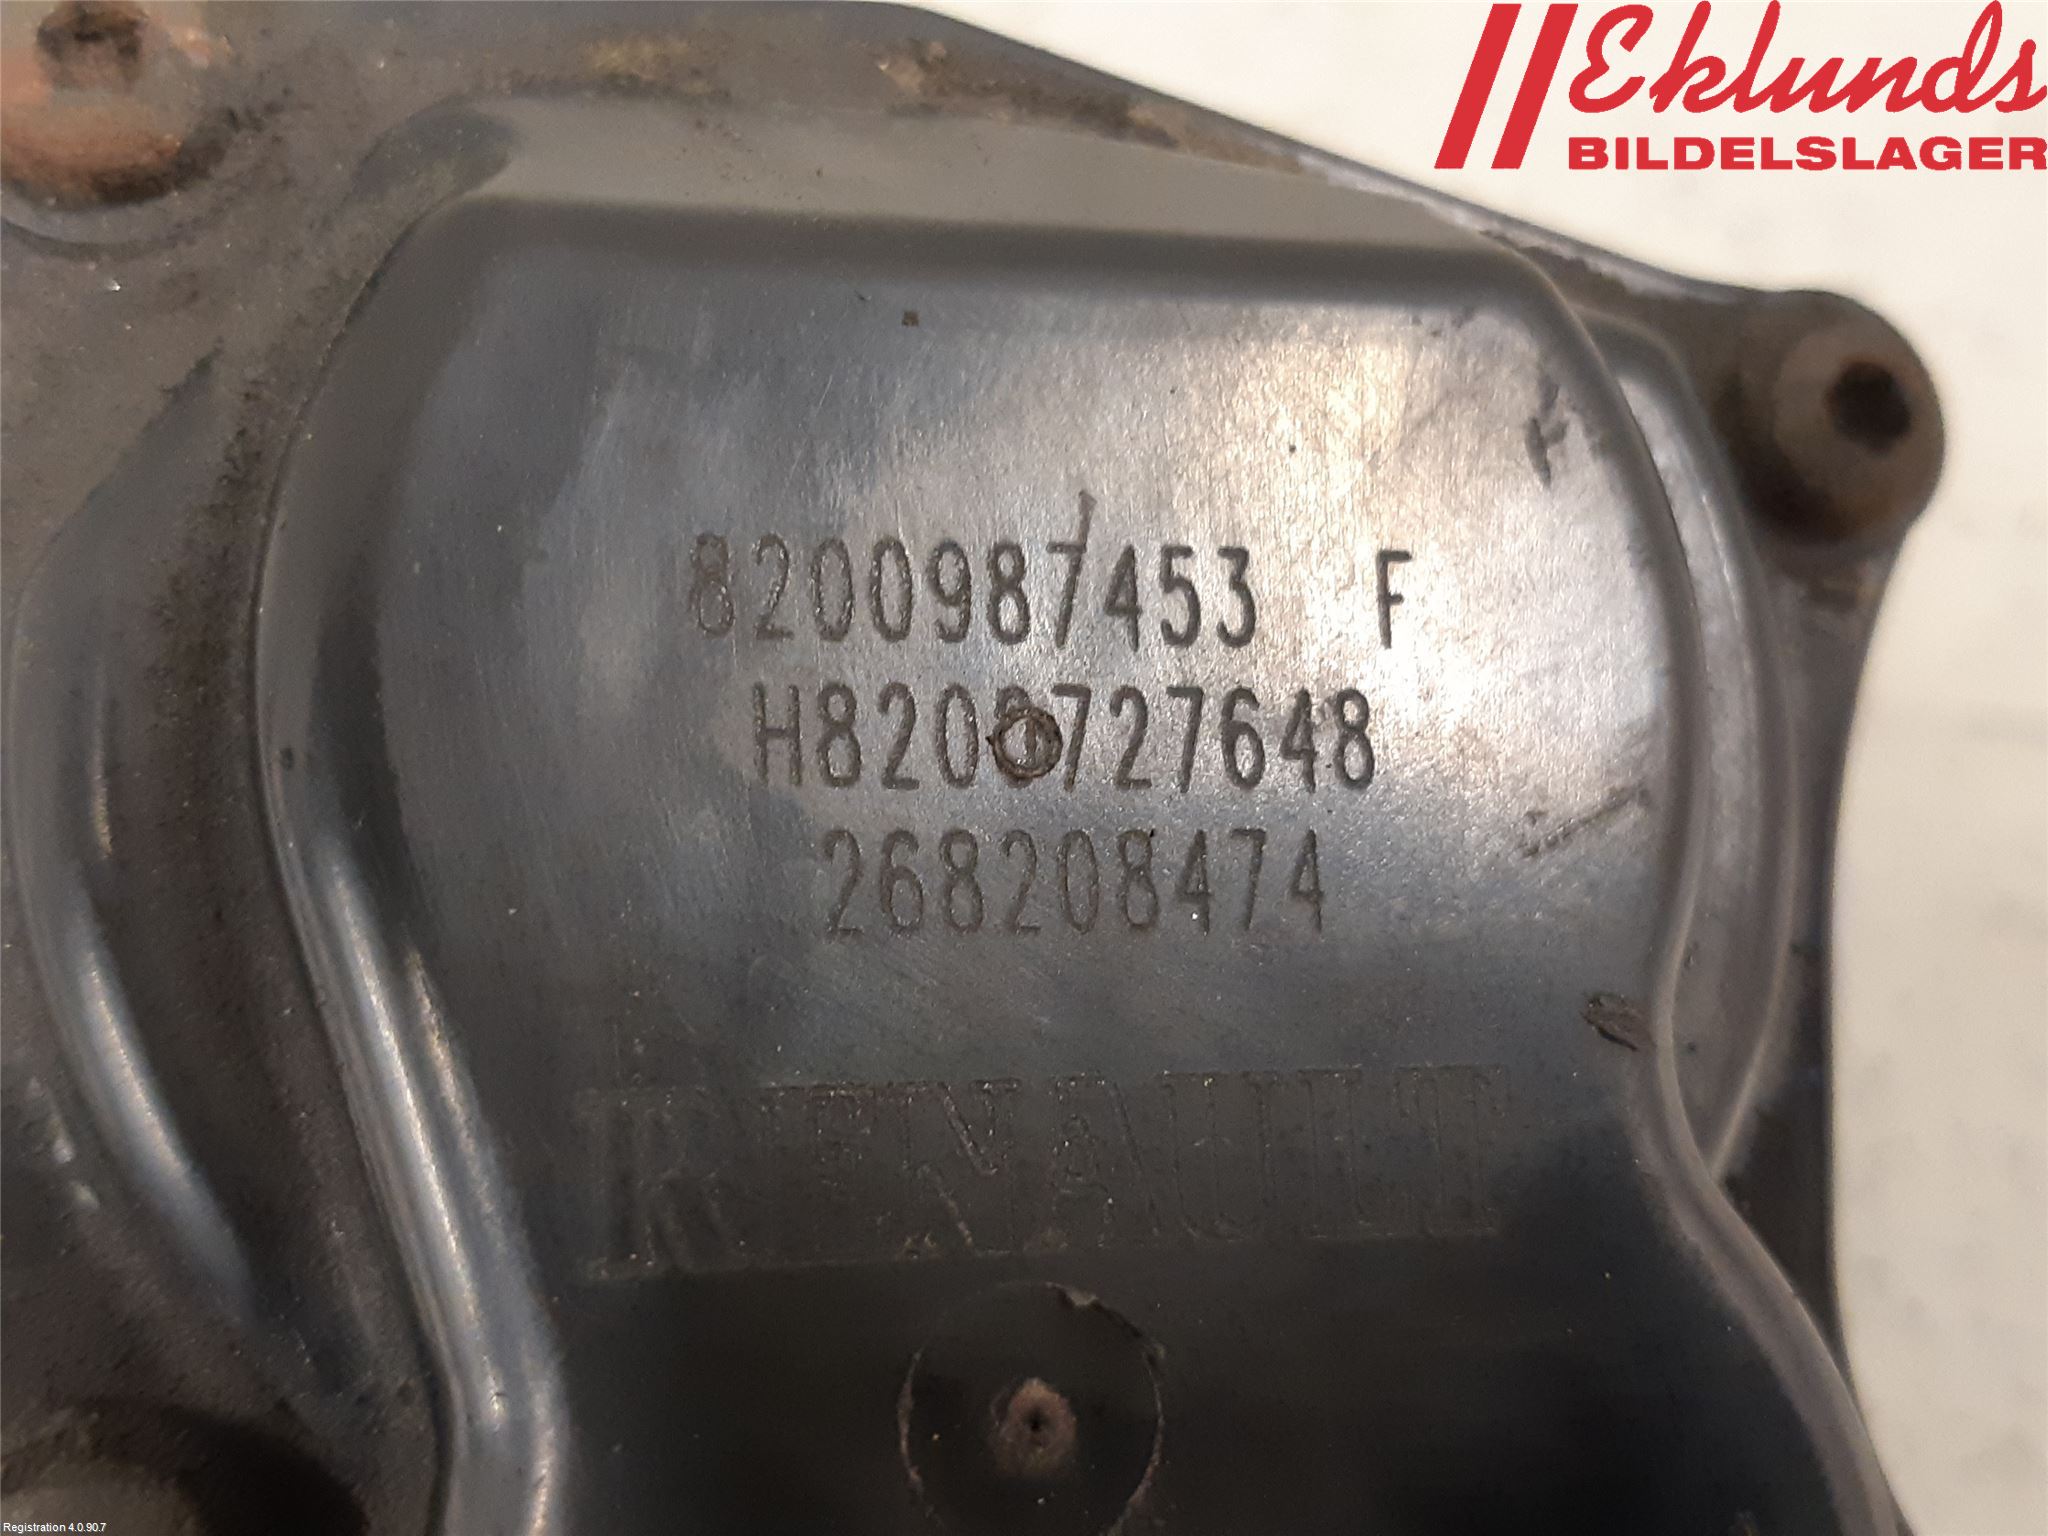 Eklunds
BILDELSLAGER
8200987453 F
H8200727648
268208474
RENAULT
Registration 4.0.90.7